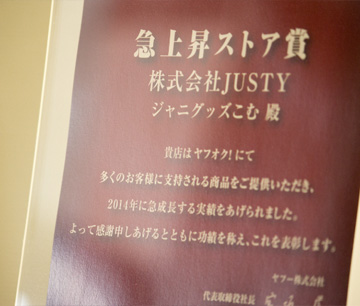 急上昇ストア賞
株式会社JUSTY
ジャニグッズこむ 殿
貴店は ヤフオク! にて
多くのお客様に支持される商品をご提供いただき、
2014年に急成長する実績をあげられました。
よって感謝申しあげるとともに功績を称え、これを表彰します。
ヤフー株式会社
代表取締役社長